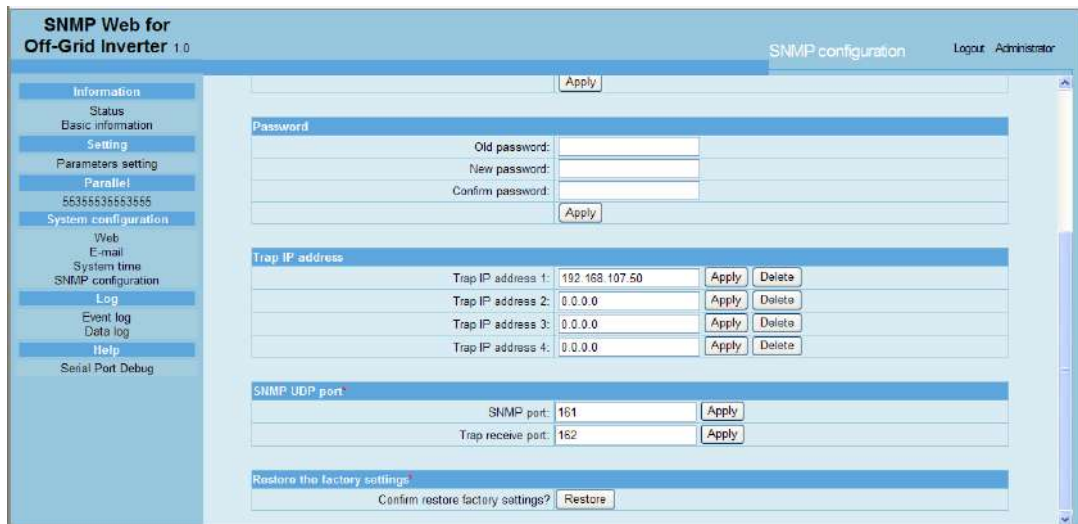 SNMP Web for
Off-Grid Inverter 1.0
SNMP configuration
Logout Administrator
Information
Status
Basic information
Setting
Parameters setting
Parallel
55355535553555
System configuration
Web
E-mail
System time
SNMP configuration
Log
Event log
Data log
Help
Serial Port Debug
Apply
Password
Old password:
New password:
Confirm password:
Apply
Trap IP address
Trap IP address 1: 192.168.107.50 Apply Delete
Trap IP address 2: 0.0.0.0 Apply Delete
Trap IP address 3: 0.0.0.0 Apply Delete
Trap IP address 4: 0.0.0.0 Apply Delete
SNMP UDP port*
SNMP port: 161 Apply
Trap receive port: 162 Apply
Restore the factory settings*
Confirm restore factory settings? Restore